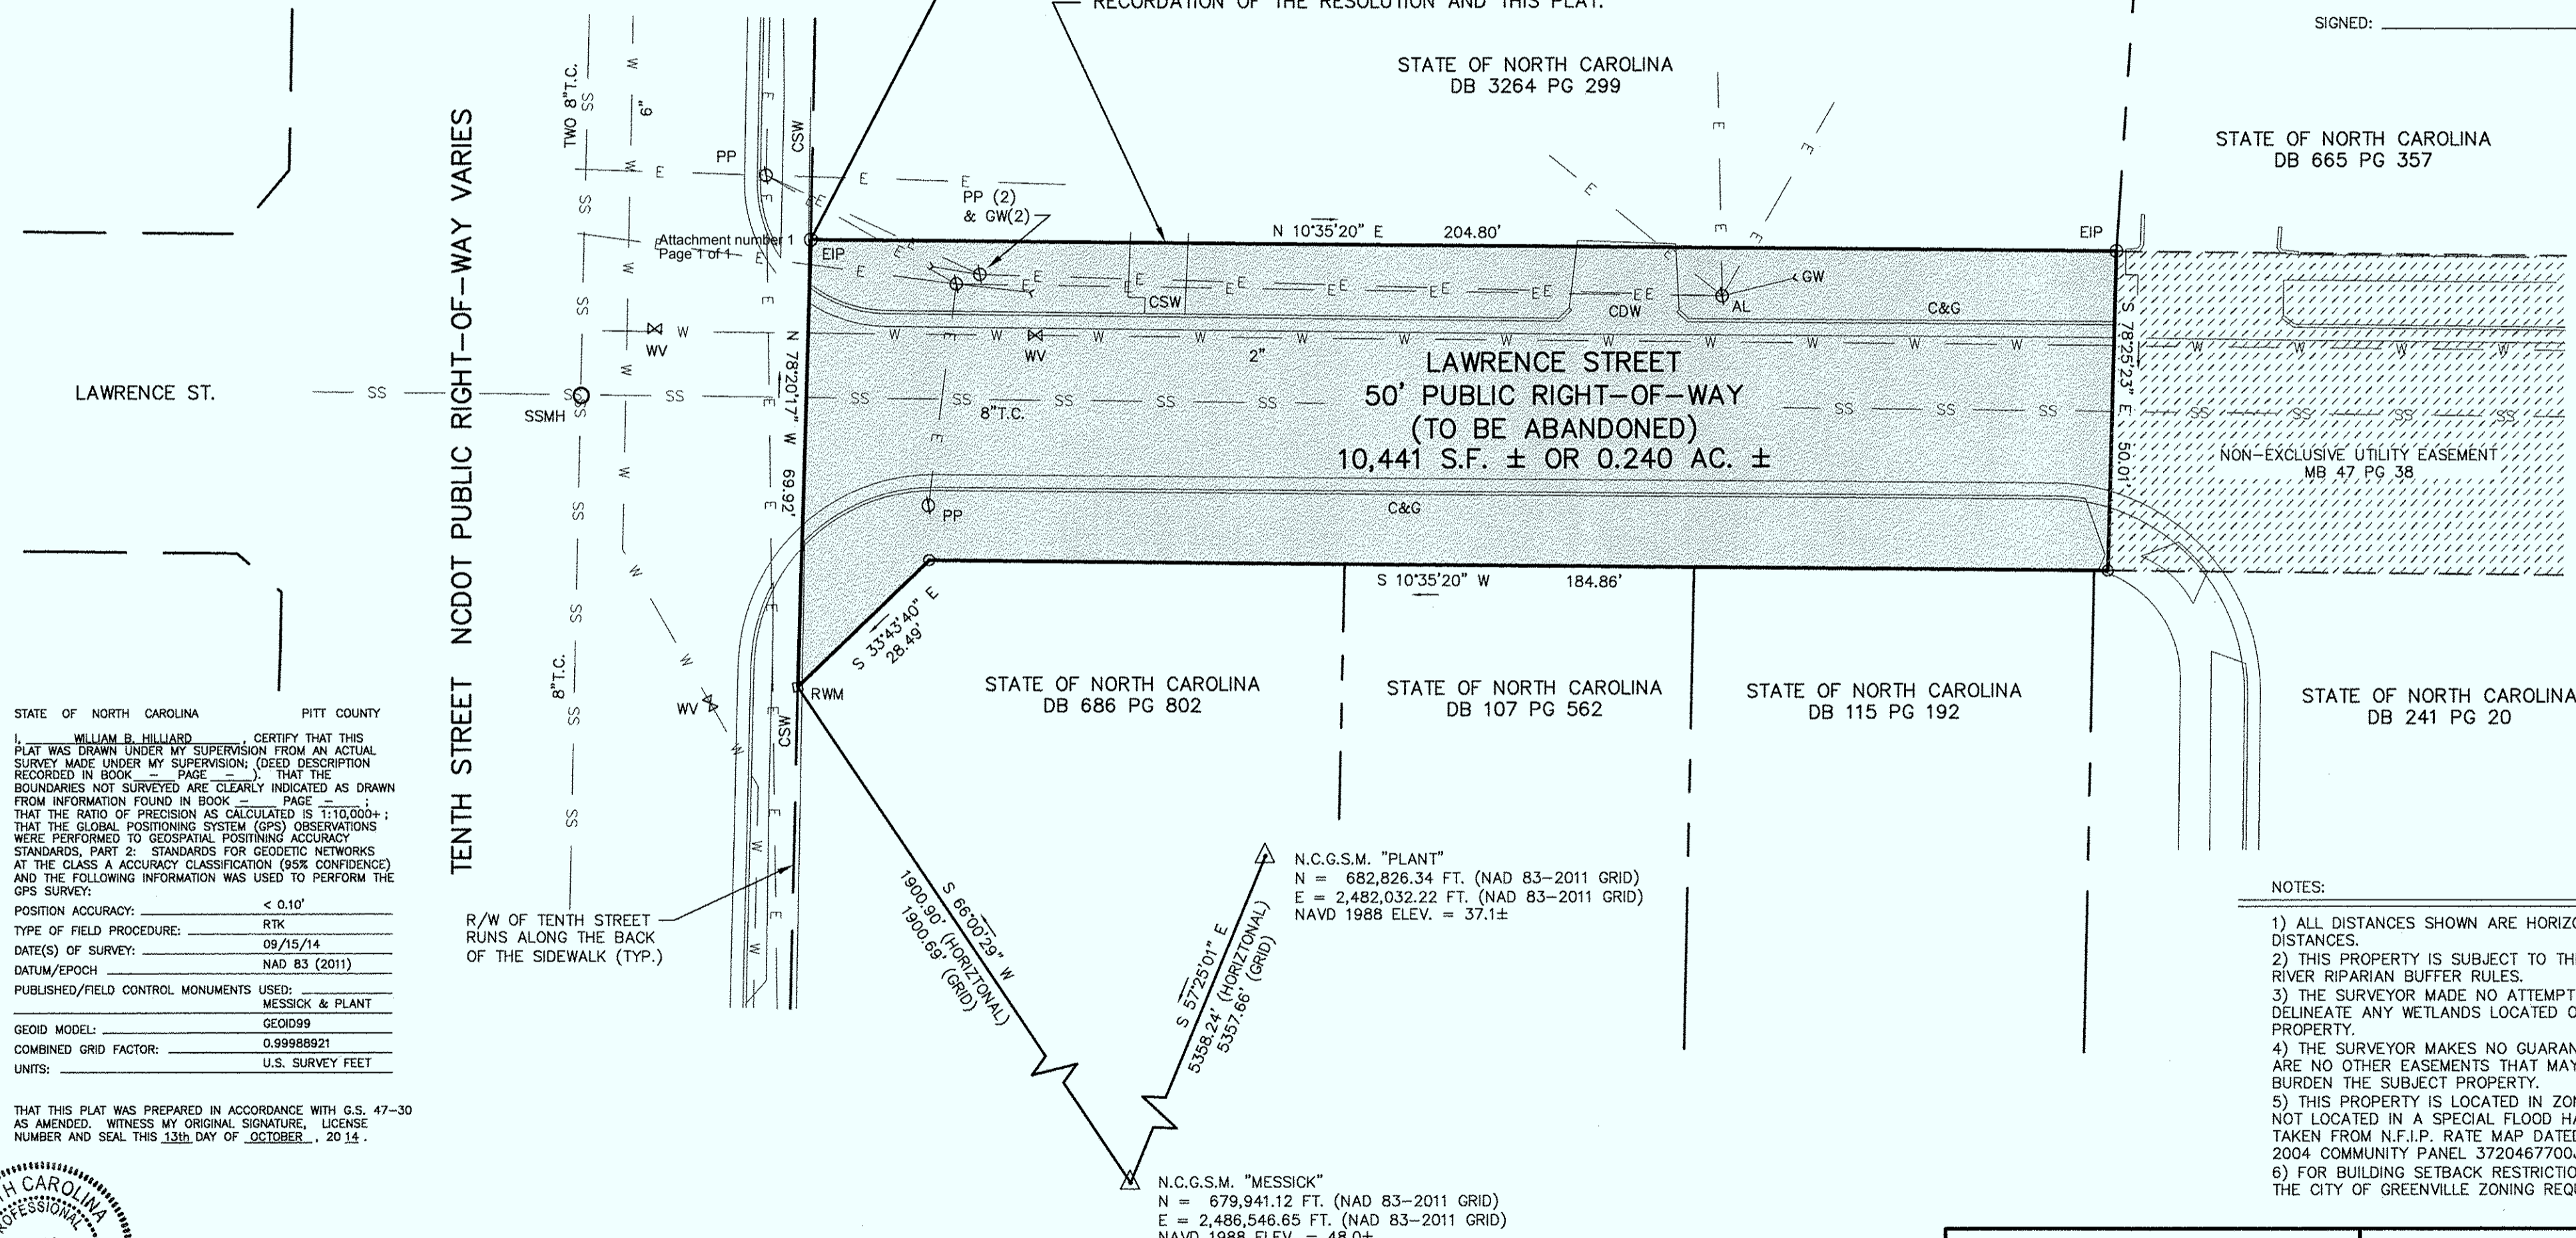 RECORDATION OF THE RESOLUTION AND THIS PLAT.
SIGNED:
STATE OF NORTH CAROLINA
DB 3264 PG 299
STATE OF NORTH CAROLINA
DB 665 PG 357
TENTH STREET NCDOT PUBLIC RIGHT-OF-WAY VARIES
TWO 8"T.C.
6"
CSW
PP
PP (2)
& GW(2)
Attachment number 1
Page 1 of 1
EIP
N 10°35'20" E 204.80'
EIP
GW
AL
CSW
CDW
C&G
WV
WV
2"
N 78°20'17" W 69.92'
S 78°25'23" E 50.01'
LAWRENCE ST.
SSMH
8"T.C.
LAWRENCE STREET
50' PUBLIC RIGHT-OF-WAY
(TO BE ABANDONED)
10,441 S.F. ± OR 0.240 AC. ±
NON-EXCLUSIVE UTILITY EASEMENT
MB 47 PG 38
PP
C&G
S 10°35'20" W 184.86'
S 33°43'40" E
28.49'
RWM
8"T.C.
WV
CSW
STATE OF NORTH CAROLINA
DB 686 PG 802
STATE OF NORTH CAROLINA
DB 107 PG 562
STATE OF NORTH CAROLINA
DB 115 PG 192
STATE OF NORTH CAROLINA
DB 241 PG 20
STATE OF NORTH CAROLINA PITT COUNTY
I, WILLIAM B. HILLIARD, CERTIFY THAT THIS
PLAT WAS DRAWN UNDER MY SUPERVISION FROM AN ACTUAL
SURVEY MADE UNDER MY SUPERVISION; (DEED DESCRIPTION
RECORDED IN BOOK - PAGE - ). THAT THE
BOUNDARIES NOT SURVEYED ARE CLEARLY INDICATED AS DRAWN
FROM INFORMATION FOUND IN BOOK - PAGE - ;
THAT THE RATIO OF PRECISION AS CALCULATED IS 1:10,000+;
THAT THE GLOBAL POSITIONING SYSTEM (GPS) OBSERVATIONS
WERE PERFORMED TO GEOSPATIAL POSITINING ACCURACY
STANDARDS, PART 2: STANDARDS FOR GEODETIC NETWORKS
AT THE CLASS A ACCURACY CLASSIFICATION (95% CONFIDENCE)
AND THE FOLLOWING INFORMATION WAS USED TO PERFORM THE
GPS SURVEY:
POSITION ACCURACY: < 0.10'
TYPE OF FIELD PROCEDURE: RTK
DATE(S) OF SURVEY: 09/15/14
DATUM/EPOCH NAD 83 (2011)
PUBLISHED/FIELD CONTROL MONUMENTS USED:
MESSICK & PLANT
GEOID MODEL: GEOID99
COMBINED GRID FACTOR: 0.99988921
UNITS: U.S. SURVEY FEET
THAT THIS PLAT WAS PREPARED IN ACCORDANCE WITH G.S. 47-30
AS AMENDED. WITNESS MY ORIGINAL SIGNATURE, LICENSE
NUMBER AND SEAL THIS 13th DAY OF OCTOBER, 2014.
TH CAROLINA
ROFESSIONAL
R/W OF TENTH STREET
RUNS ALONG THE BACK
OF THE SIDEWALK (TYP.)
S 66°00'29" W
1900.90' (HORIZTONAL)
1900.69' (GRID)
S 57°25'01" E
5358.24' (HORIZTONAL)
5357.66' (GRID)
N.C.G.S.M. "PLANT"
N = 682,826.34 FT. (NAD 83-2011 GRID)
E = 2,482,032.22 FT. (NAD 83-2011 GRID)
NAVD 1988 ELEV. = 37.1±
N.C.G.S.M. "MESSICK"
N = 679,941.12 FT. (NAD 83-2011 GRID)
E = 2,486,546.65 FT. (NAD 83-2011 GRID)
NAVD 1988 ELEV. = 48.0±
NOTES:
1) ALL DISTANCES SHOWN ARE HORIZO
DISTANCES.
2) THIS PROPERTY IS SUBJECT TO TH
RIVER RIPARIAN BUFFER RULES.
3) THE SURVEYOR MADE NO ATTEMPT
DELINEATE ANY WETLANDS LOCATED O
PROPERTY.
4) THE SURVEYOR MAKES NO GUARAN
ARE NO OTHER EASEMENTS THAT MAY
BURDEN THE SUBJECT PROPERTY.
5) THIS PROPERTY IS LOCATED IN ZON
NOT LOCATED IN A SPECIAL FLOOD HA
TAKEN FROM N.F.I.P. RATE MAP DATED
2004 COMMUNITY PANEL 3720467700J
6) FOR BUILDING SETBACK RESTRICTIO
THE CITY OF GREENVILLE ZONING REQU